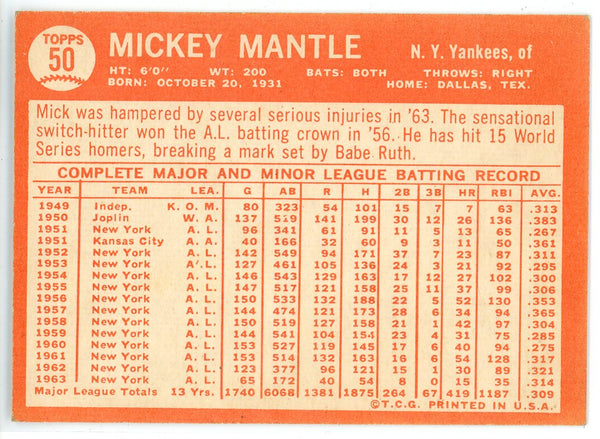 TOPPS
50
MICKEY MANTLE
N. Y. Yankees, of
HT: 6'0" WT: 200 BATS: BOTH THROWS: RIGHT
BORN: OCTOBER 20, 1931 HOME: DALLAS, TEX.
Mick was hampered by several serious injuries in '63. The sensational
switch-hitter won the A.L. batting crown in '56. He has hit 15 World
Series homers, breaking a mark set by Babe Ruth.
COMPLETE MAJOR AND MINOR LEAGUE BATTING RECORD
YEAR TEAM LEA. G AB R H 2B 3B HR RBI AVG.
1949 Indep. K. O. M. 80 323 54 101 15 7 7 63 .313
1950 Joplin W. A. 137 519 141 199 30 12 26 136 .383
1951 New York A. L. 96 341 61 91 11 5 13 65 .267
1951 Kansas City A. A. 40 166 32 60 9 3 11 50 .361
1952 New York A. L. 142 549 94 171 37 7 23 87 .311
1953 New York A. L. 127 461 105 136 24 3 21 92 .295
1954 New York A. L. 146 543 129 163 17 12 27 102 .300
1955 New York A. L. 147 517 121 158 25 11 37 99 .306
1956 New York A. L. 150 533 132 188 22 5 52 130 .353
1957 New York A. L. 144 474 121 173 28 6 34 94 .365
1958 New York A. L. 150 519 127 158 21 1 42 97 .304
1959 New York A. L. 144 541 104 154 23 4 31 75 .285
1960 New York A. L. 153 527 119 145 17 6 40 94 .275
1961 New York A. L. 153 514 132 163 16 6 54 128 .317
1962 New York A. L. 123 377 96 121 15 1 30 89 .321
1963 New York A. L. 65 172 40 54 8 0 15 35 .314
Major League Totals 13 Yrs. 1740 6068 1381 1875 264 67 419 1187 .309
©T.C.G. PRINTED IN U.S.A.